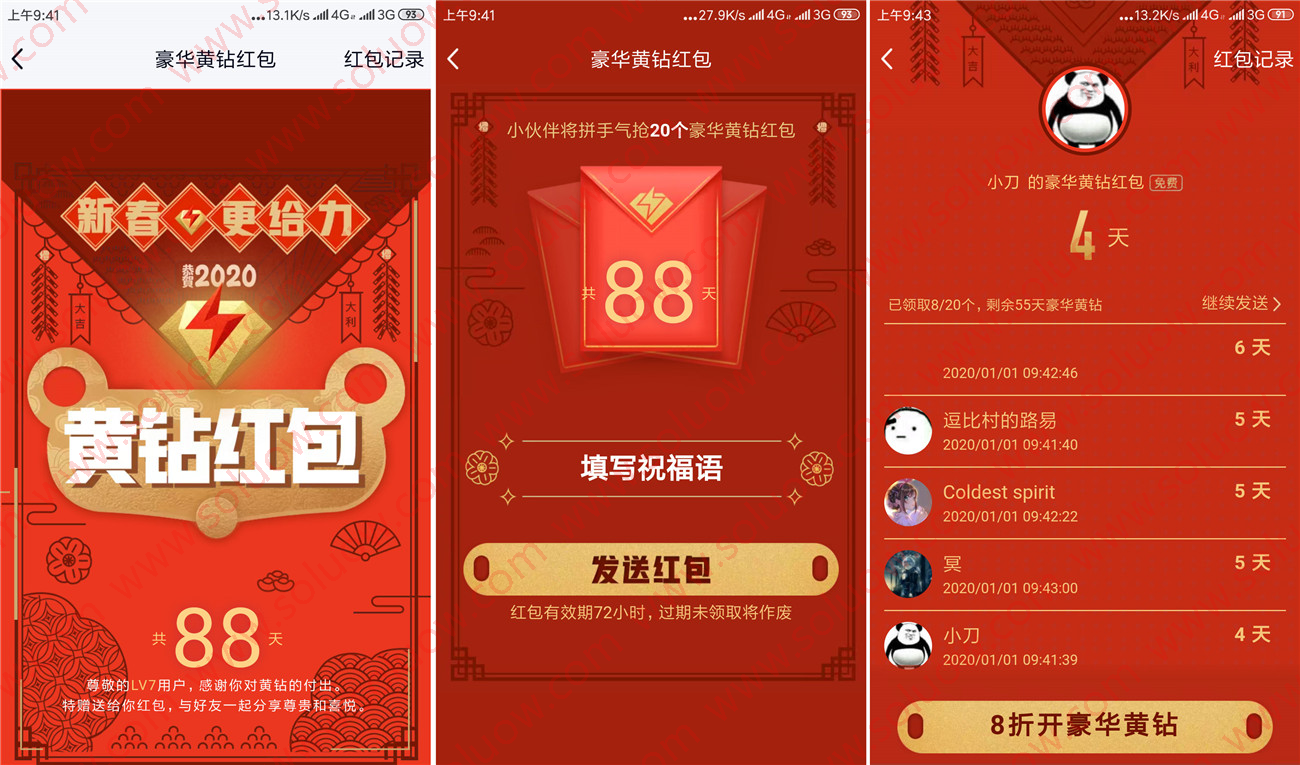 上午9:41
...13.1K/s 4G 3G 93
豪华黄钻红包
红包记录
新春更给力
恭賀2020
大吉
大利
黄钻红包
共88天
尊敬的LV7用户，感谢你对黄钻的付出。
特赠送给你红包，与好友一起分享尊贵和喜悦。
上午9:41
...27.9K/s 4G 3G 93
豪华黄钻红包
小伙伴将拼手气抢20个豪华黄钻红包
共88天
填写祝福语
发送红包
红包有效期72小时，过期未领取将作废
上午9:43
...13.2K/s 4G 3G 91
红包记录
大吉
大利
小刀 的豪华黄钻红包 免费
4天
已领取8/20个，剩余55天豪华黄钻
继续发送
6 天
2020/01/01 09:42:46
逗比村的路易
5 天
2020/01/01 09:41:40
Coldest spirit
5 天
2020/01/01 09:42:22
冥
5 天
2020/01/01 09:43:00
小刀
4 天
2020/01/01 09:41:39
8折开豪华黄钻
www.soluowi.com